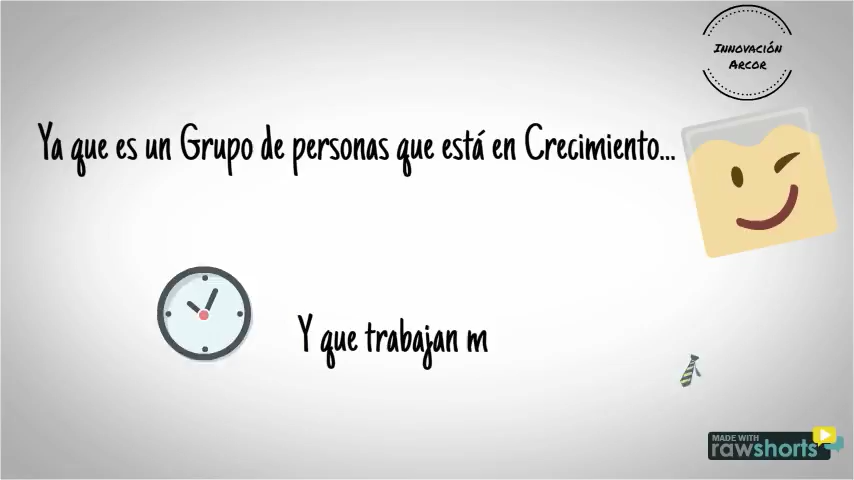 INNOVACIÓN
ARCOR
Ya que es un Grupo de personas que está en Crecimiento...
Y que trabajan m
MADE WITH
rawshorts